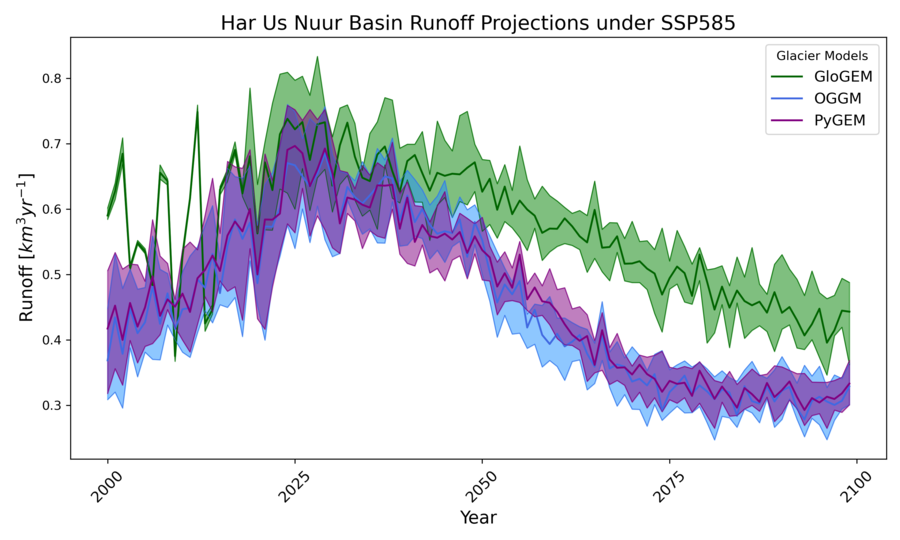 Har Us Nuur Basin Runoff Projections under SSP585
Glacier Models
GloGEM
OGGM
PyGEM
Runoff [km³yr⁻¹]
0.8
0.7
0.6
0.5
0.4
0.3
2000
2025
2050
2075
2100
Year